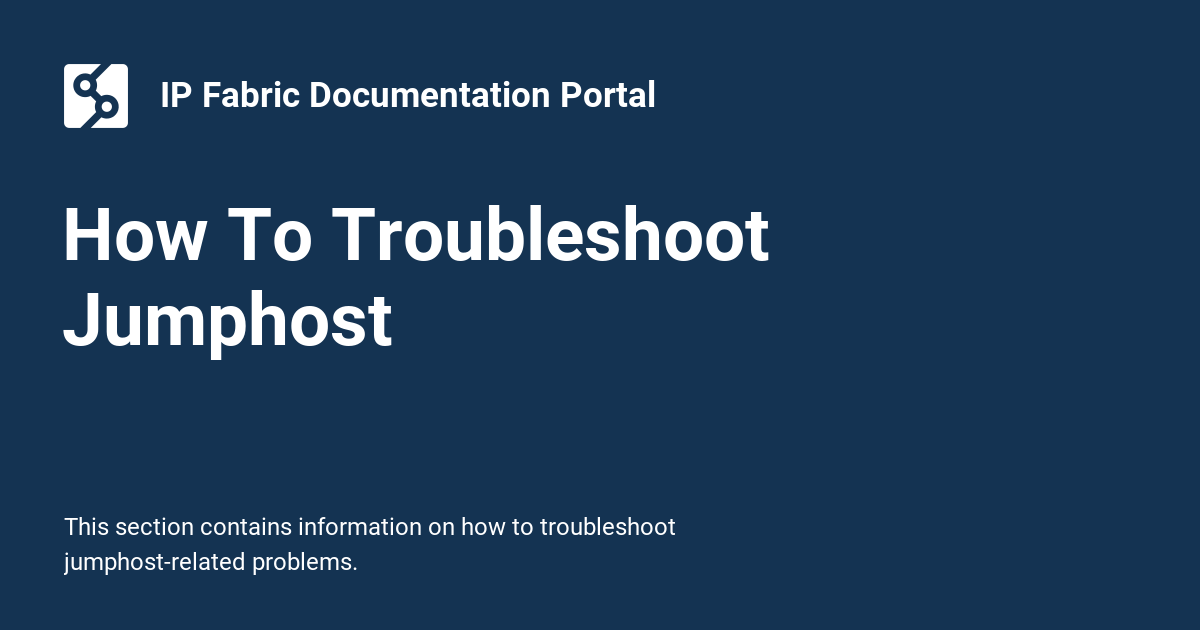 IP Fabric Documentation Portal
How To Troubleshoot
Jumphost
This section contains information on how to troubleshoot
jumphost-related problems.